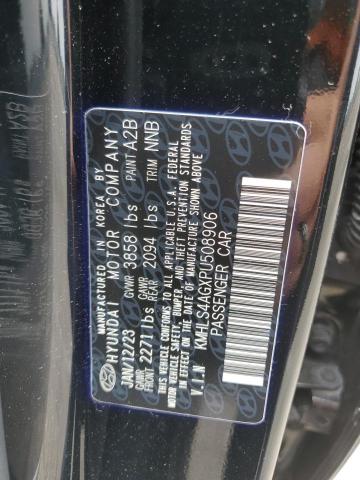 MANUFACTURED IN KOREA BY
HYUNDAI MOTOR COMPANY
JAN/12/23 GVWR 3858 lbs PAINT A2B
GAWR FRONT 2271 lbs GAWR REAR 2094 lbs TRIM NNB
THIS VEHICLE CONFORMS TO ALL APPLICABLE U.S.A. FEDERAL
MOTOR VEHICLE SAFETY, BUMPER, AND THEFT PREVENTION
STANDARDS IN EFFECT ON THE DATE OF MANUFACTURE SHOWN ABOVE
V.I.N KMHLS4AGXPU508906
PASSENGER CAR